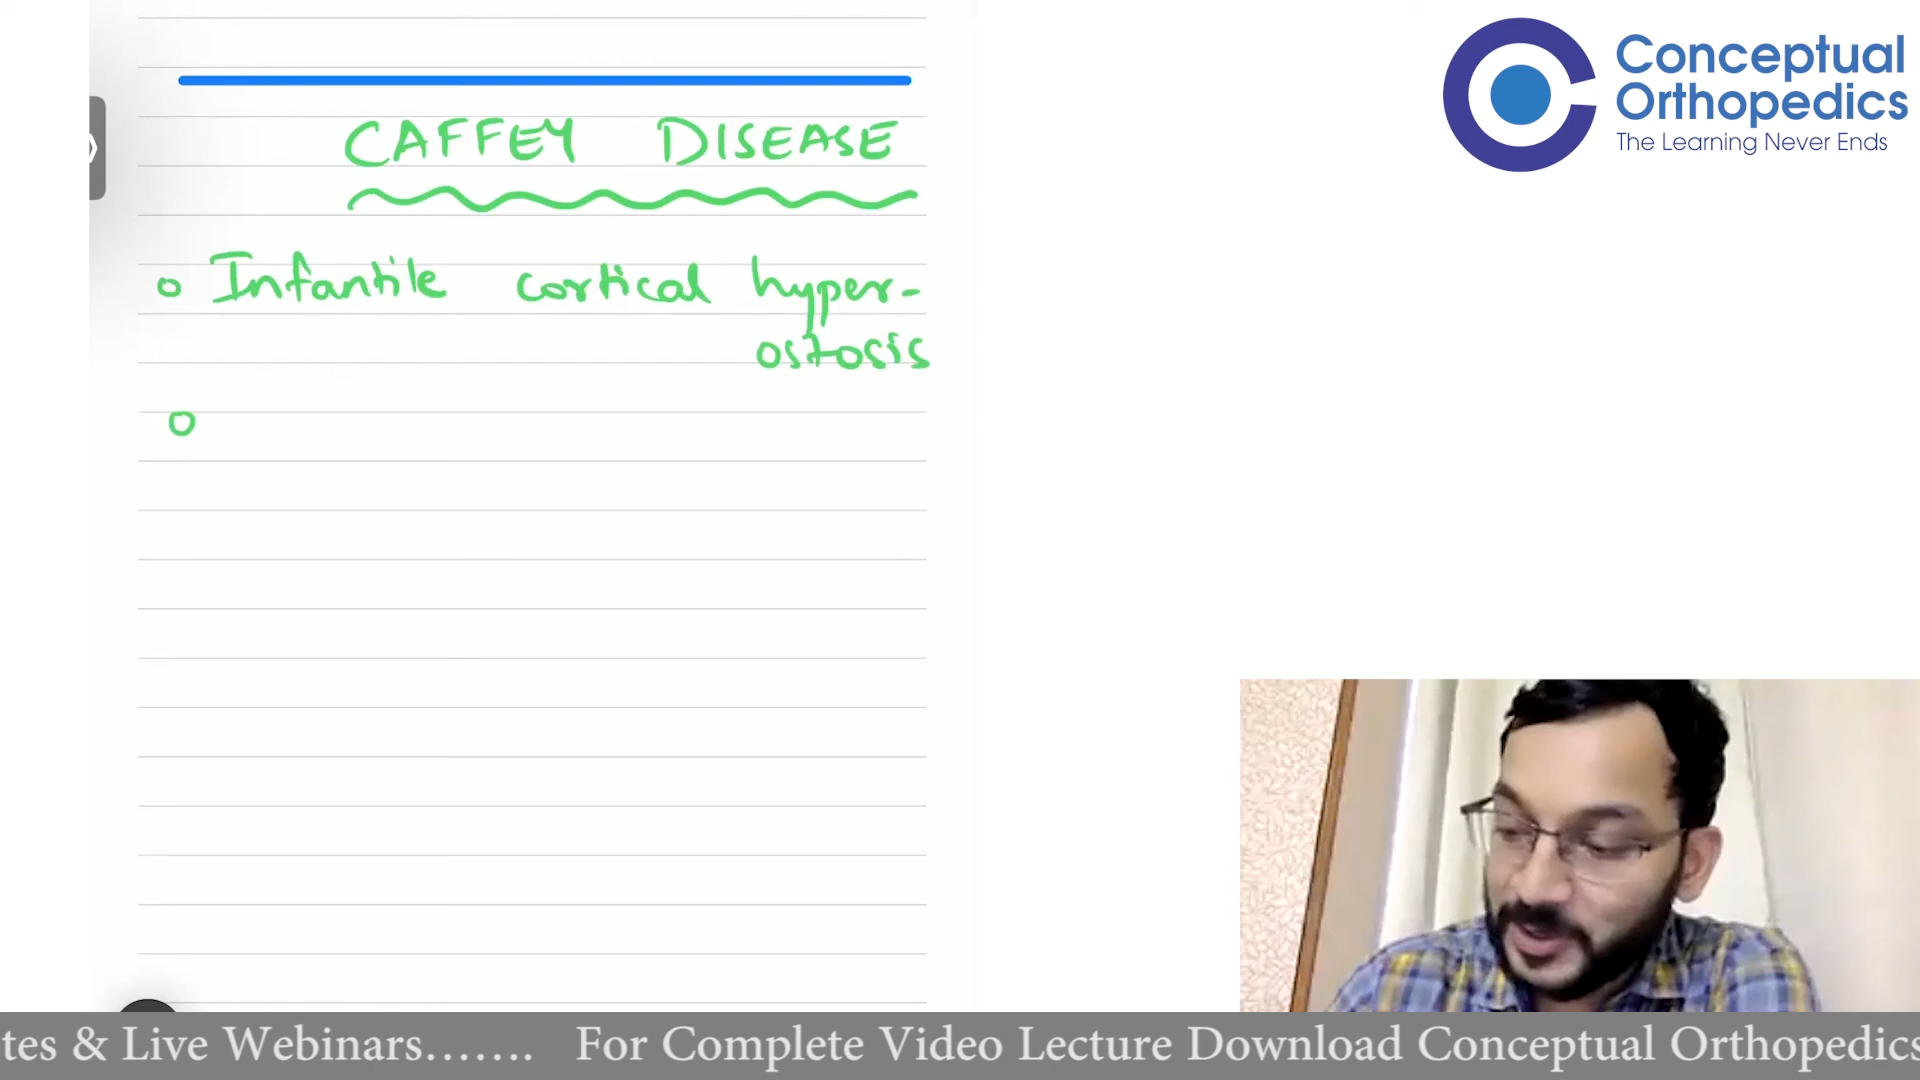 Conceptual
Orthopedics
The Learning Never Ends
CAFFEY DISEASE
o Infantile cortical hyper-
ostosis
o
tes & Live Webinars....... For Complete Video Lecture Download Conceptual Orthopedics